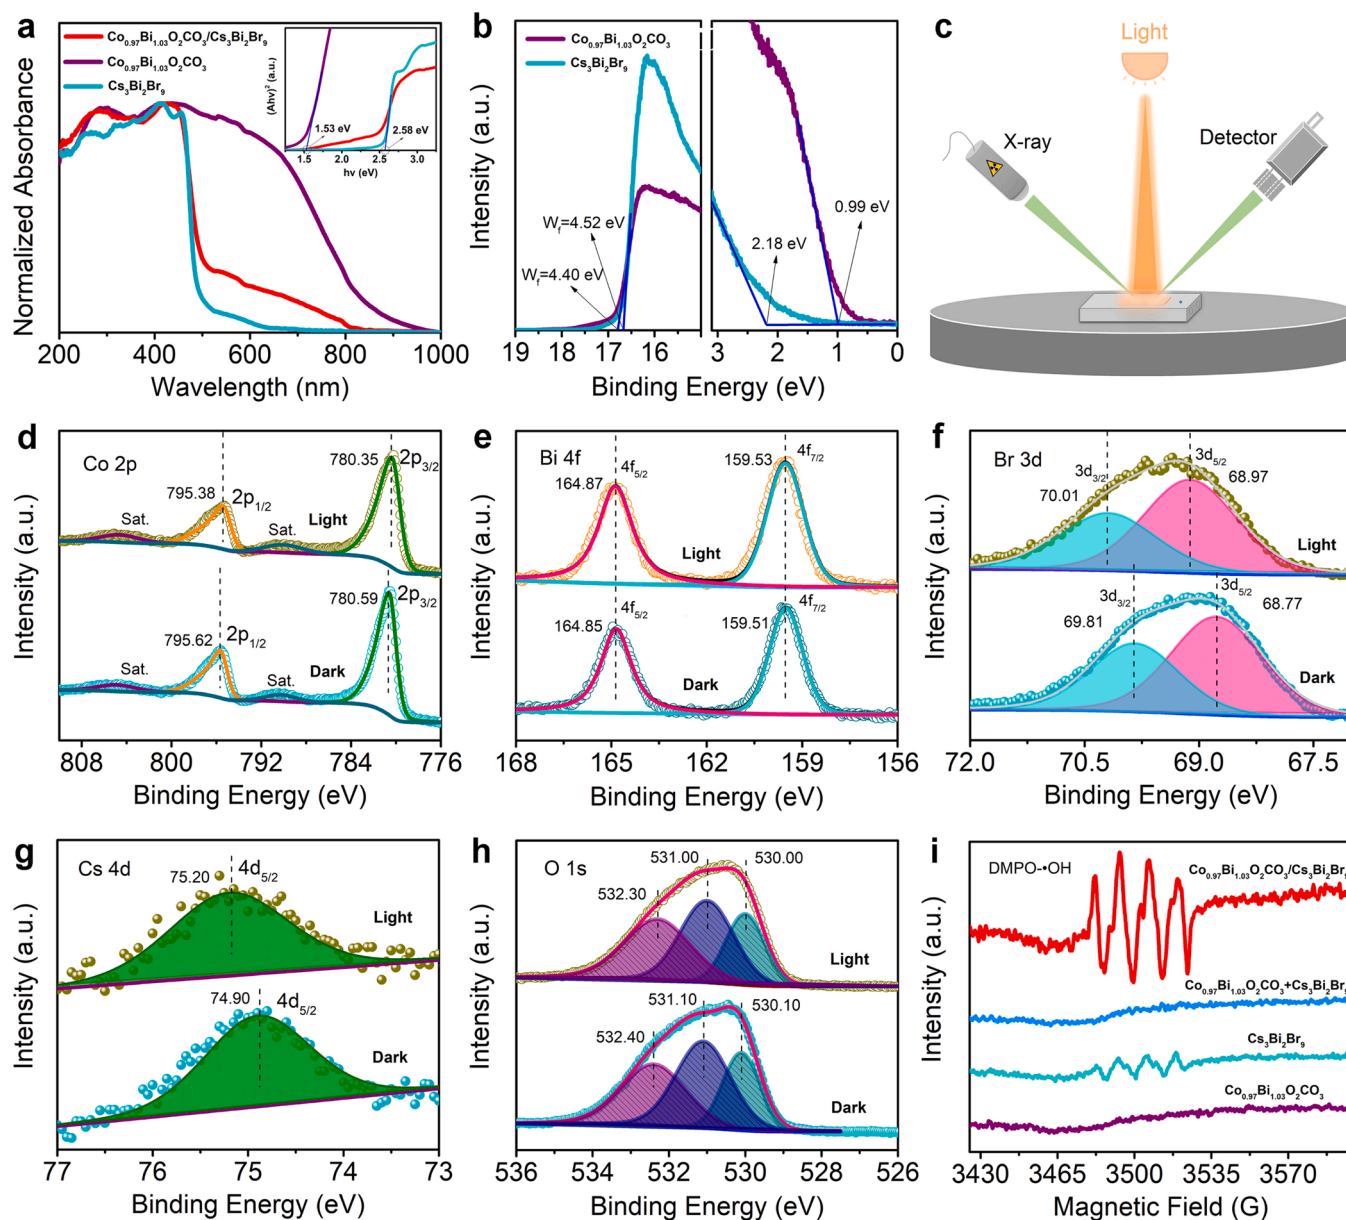 a
Co0.97Bi1.03O2CO3/Cs3Bi2Br9
Co0.97Bi1.03O2CO3
Cs3Bi2Br9
(Ahv)2 (a.u.)
1.53 eV
2.58 eV
1.5 2.0 2.5 3.0
hv (eV)
Normalized Absorbance
200 400 600 800 1000
Wavelength (nm)
b
Co0.97Bi1.03O2CO3
Cs3Bi2Br9
Intensity (a.u.)
Wf=4.52 eV
Wf=4.40 eV
2.18 eV
0.99 eV
19 18 17 16 15 3 2 1 0
Binding Energy (eV)
c
Light
X-ray
Detector
d
Co 2p
780.35
2p3/2
795.38
2p1/2
Sat.
Sat.
Light
780.59
2p3/2
795.62
2p1/2
Sat.
Sat.
Dark
Intensity (a.u.)
808 800 792 784 776
Binding Energy (eV)
e
Bi 4f
164.87
4f5/2
159.53
4f7/2
Light
164.85
4f5/2
159.51
4f7/2
Dark
Intensity (a.u.)
168 165 162 159 156
Binding Energy (eV)
f
Br 3d
3d3/2
3d5/2
70.01
68.97
Light
3d3/2
3d5/2
69.81
68.77
Dark
Intensity (a.u.)
72.0 70.5 69.0 67.5
Binding Energy (eV)
g
Cs 4d
75.20
4d5/2
Light
74.90
4d5/2
Dark
Intensity (a.u.)
77 76 75 74 73
Binding Energy (eV)
h
O 1s
531.00
530.00
532.30
Light
531.10
530.10
532.40
Dark
Intensity (a.u.)
536 534 532 530 528 526
Binding Energy (eV)
i
DMPO-•OH
Co0.97Bi1.03O2CO3/Cs3Bi2Br9
Co0.97Bi1.03O2CO3+Cs3Bi2Br9
Cs3Bi2Br9
Co0.97Bi1.03O2CO3
Intensity (a.u.)
3430 3465 3500 3535 3570
Magnetic Field (G)